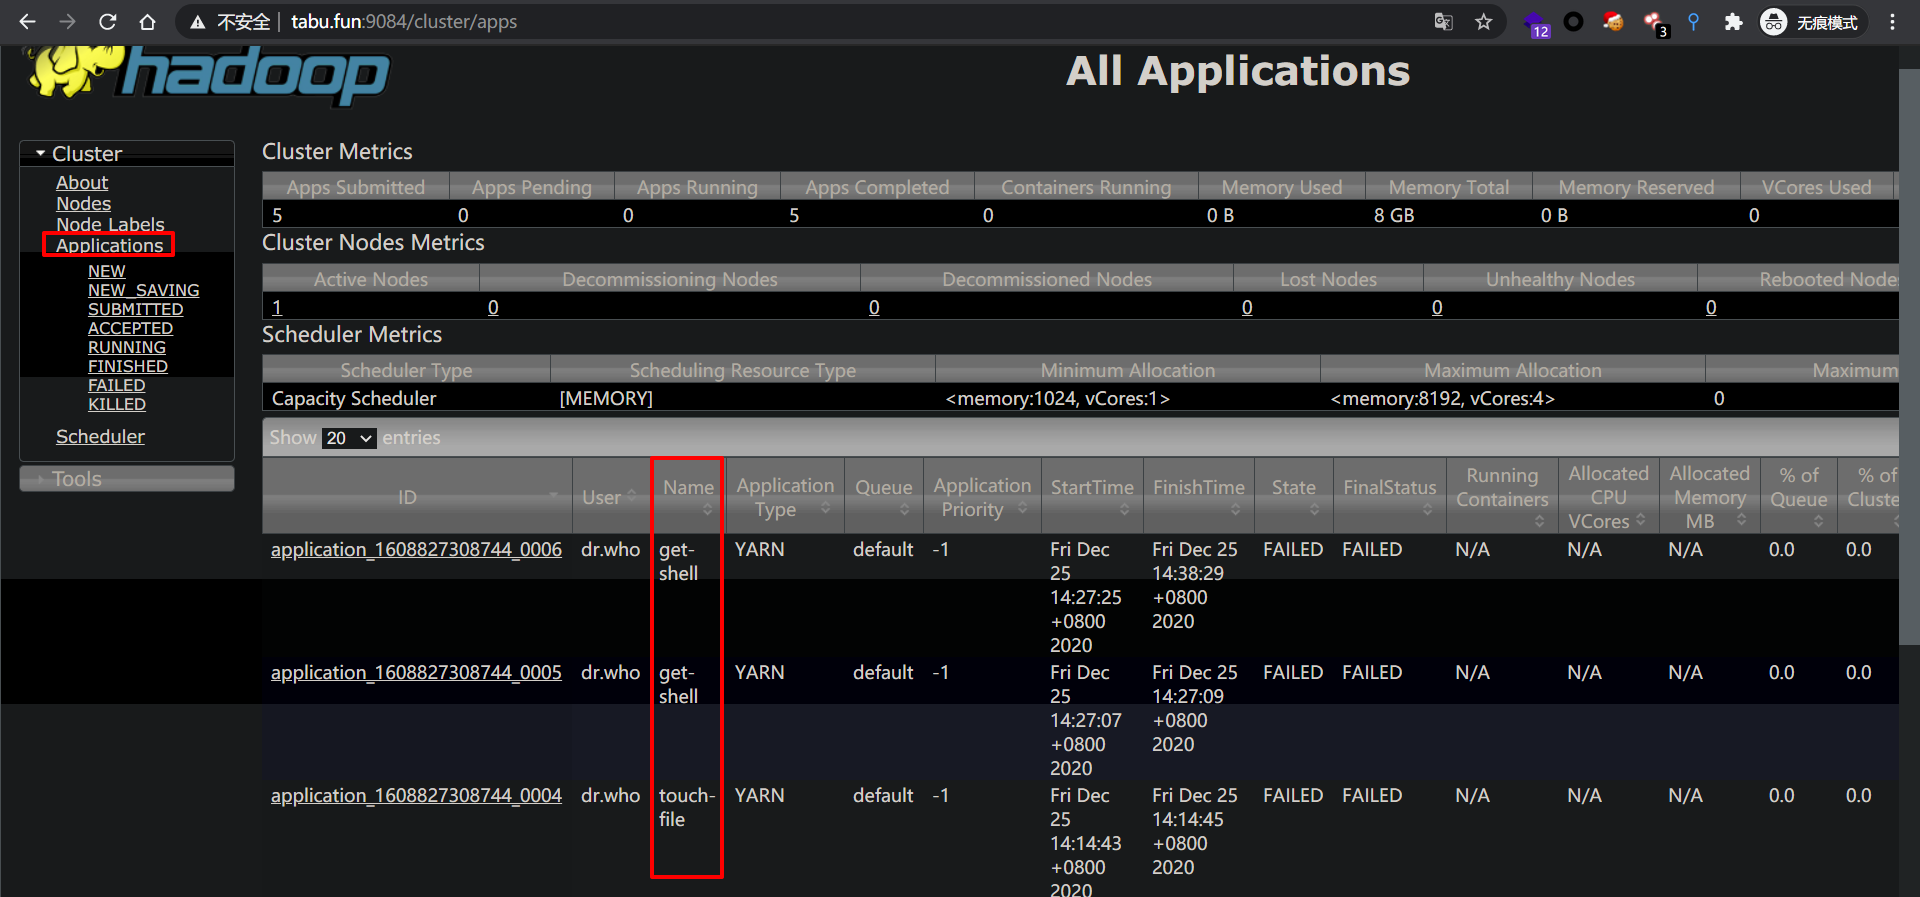 不安全 | tabu.fun:9084/cluster/apps
12
3
无痕模式
hadoop
All Applications
Cluster
About
Nodes
Node Labels
Applications
NEW
NEW_SAVING
SUBMITTED
ACCEPTED
RUNNING
FINISHED
FAILED
KILLED
Scheduler
Tools
Cluster Metrics
Apps Submitted Apps Pending Apps Running Apps Completed Containers Running Memory Used Memory Total Memory Reserved VCores Used
5 0 0 5 0 0 B 8 GB 0 B 0
Cluster Nodes Metrics
Active Nodes Decommissioning Nodes Decommissioned Nodes Lost Nodes Unhealthy Nodes Rebooted Nodes
1 0 0 0 0 0
Scheduler Metrics
Scheduler Type Scheduling Resource Type Minimum Allocation Maximum Allocation Maximum
Capacity Scheduler [MEMORY] <memory:1024, vCores:1> <memory:8192, vCores:4> 0
Show 20 entries
ID User Name Application Type Queue Application Priority StartTime FinishTime State FinalStatus Running Containers Allocated CPU VCores Allocated Memory MB % of Queue % of Cluste
application_1608827308744_0006 dr.who get- YARN default -1 Fri Dec Fri Dec 25 FAILED FAILED N/A N/A N/A 0.0 0.0
shell 25 14:38:29
14:27:25 +0800
+0800 2020
2020
application_1608827308744_0005 dr.who get- YARN default -1 Fri Dec Fri Dec 25 FAILED FAILED N/A N/A N/A 0.0 0.0
shell 25 14:27:09
14:27:07 +0800
+0800 2020
2020
application_1608827308744_0004 dr.who touch- YARN default -1 Fri Dec Fri Dec 25 FAILED FAILED N/A N/A N/A 0.0 0.0
file 25 14:14:45
14:14:43 +0800
+0800 2020
2020